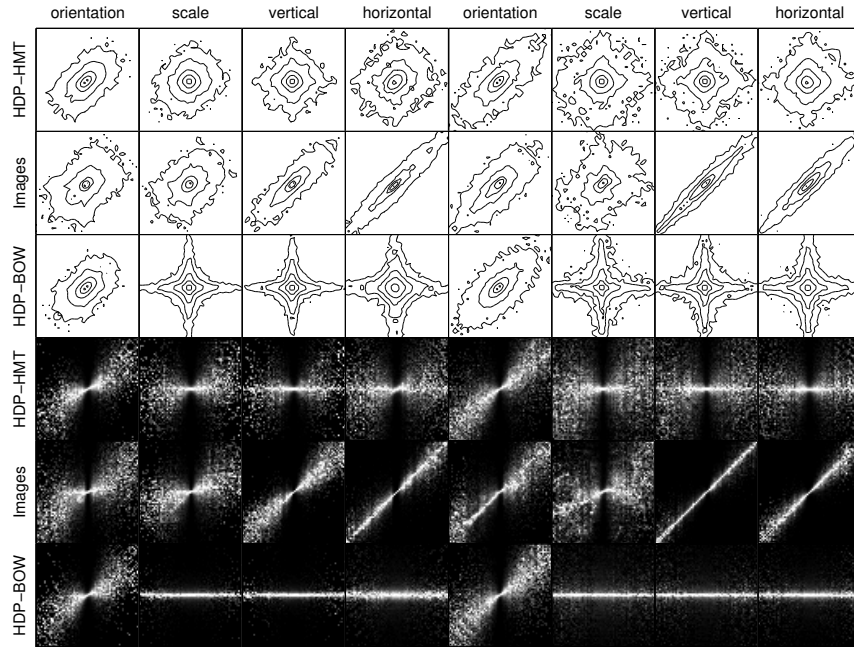 orientation scale vertical horizontal orientation scale vertical horizontal
HDP-HMT
Images
HDP-BOW
HDP-HMT
Images
HDP-BOW